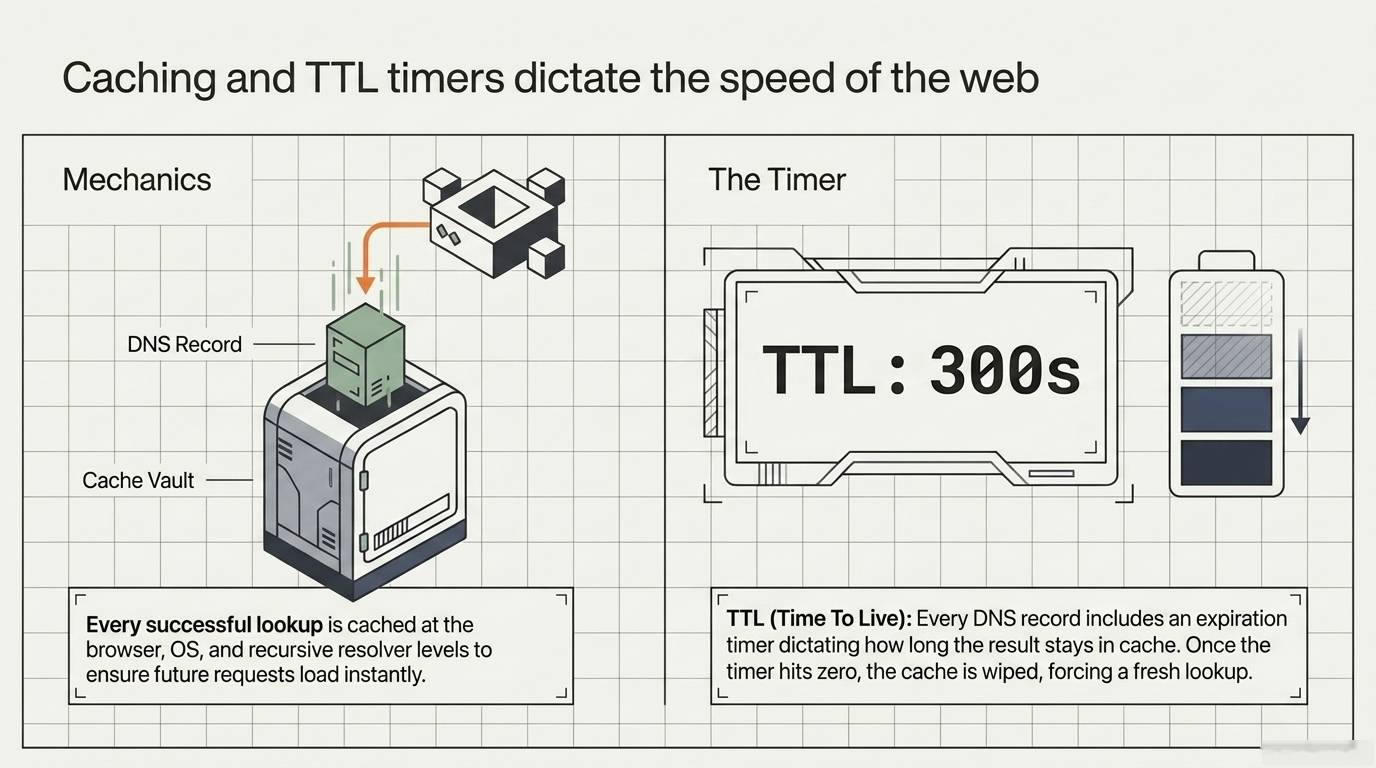 Caching and TTL timers dictate the speed of the web
Mechanics
DNS Record
Cache Vault
Every successful lookup is cached at the
browser, OS, and recursive resolver levels to
ensure future requests load instantly.
The Timer
TTL: 300s
TTL (Time To Live): Every DNS record includes an expiration
timer dictating how long the result stays in cache. Once the
timer hits zero, the cache is wiped, forcing a fresh lookup.